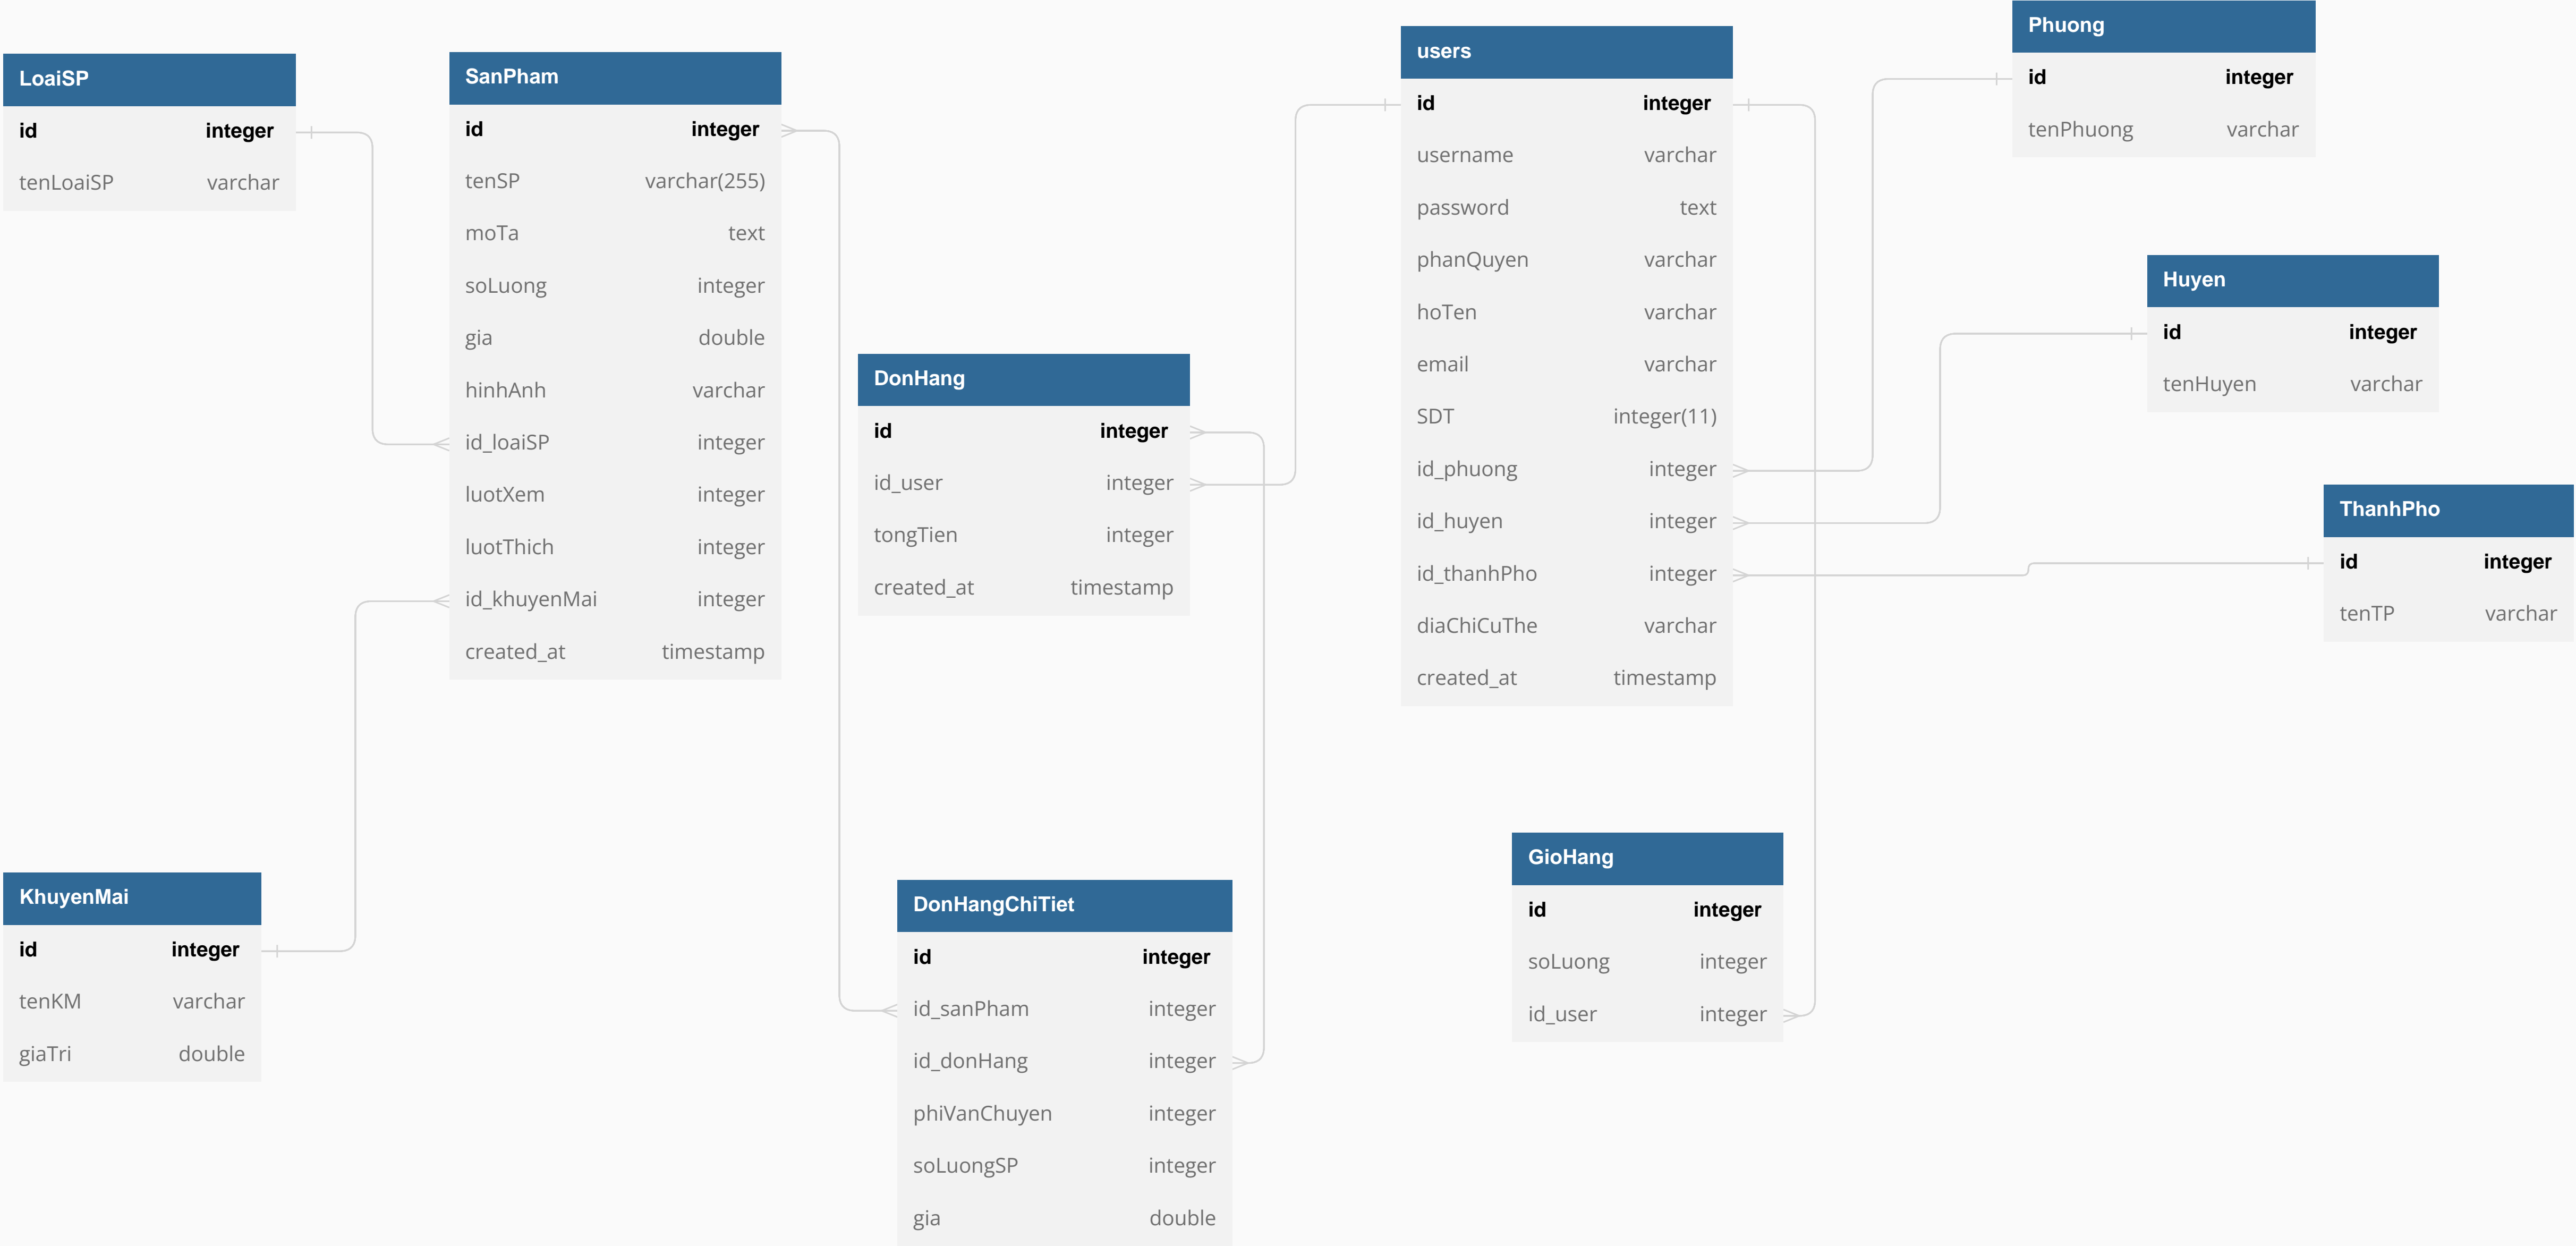 LoaiSP
id integer
tenLoaiSP varchar
SanPham
id integer
tenSP varchar(255)
moTa text
soLuong integer
gia double
hinhAnh varchar
id_loaiSP integer
luotXem integer
luotThich integer
id_khuyenMai integer
created_at timestamp
KhuyenMai
id integer
tenKM varchar
giaTri double
DonHang
id integer
id_user integer
tongTien integer
created_at timestamp
DonHangChiTiet
id integer
id_sanPham integer
id_donHang integer
phiVanChuyen integer
soLuongSP integer
gia double
users
id integer
username varchar
password text
phanQuyen varchar
hoTen varchar
email varchar
SDT integer(11)
id_phuong integer
id_huyen integer
id_thanhPho integer
diaChiCuThe varchar
created_at timestamp
GioHang
id integer
soLuong integer
id_user integer
Phuong
id integer
tenPhuong varchar
Huyen
id integer
tenHuyen varchar
ThanhPho
id integer
tenTP varchar